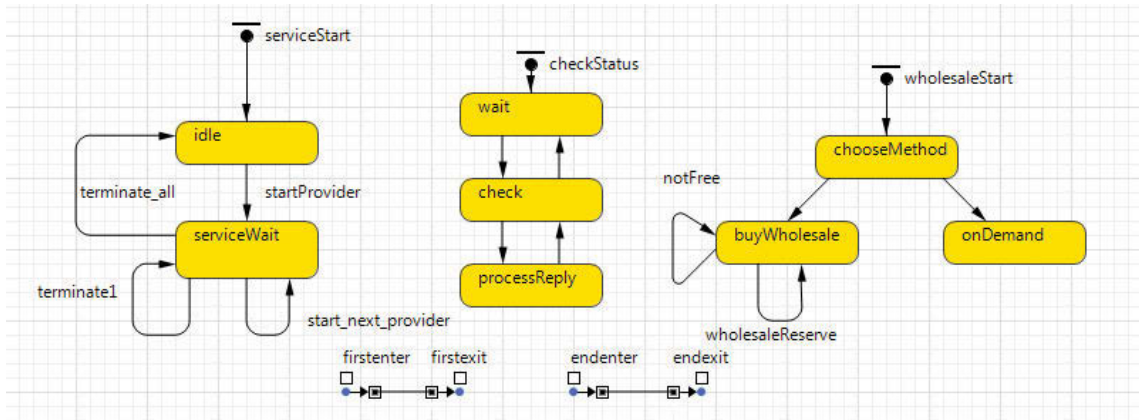 serviceStart
checkStatus
wholesaleStart
idle
wait
chooseMethod
terminate_all
startProvider
check
notFree
serviceWait
buyWholesale
onDemand
terminate1
processReply
start_next_provider
wholesaleReserve
firstenter
firstexit
endenter
endexit